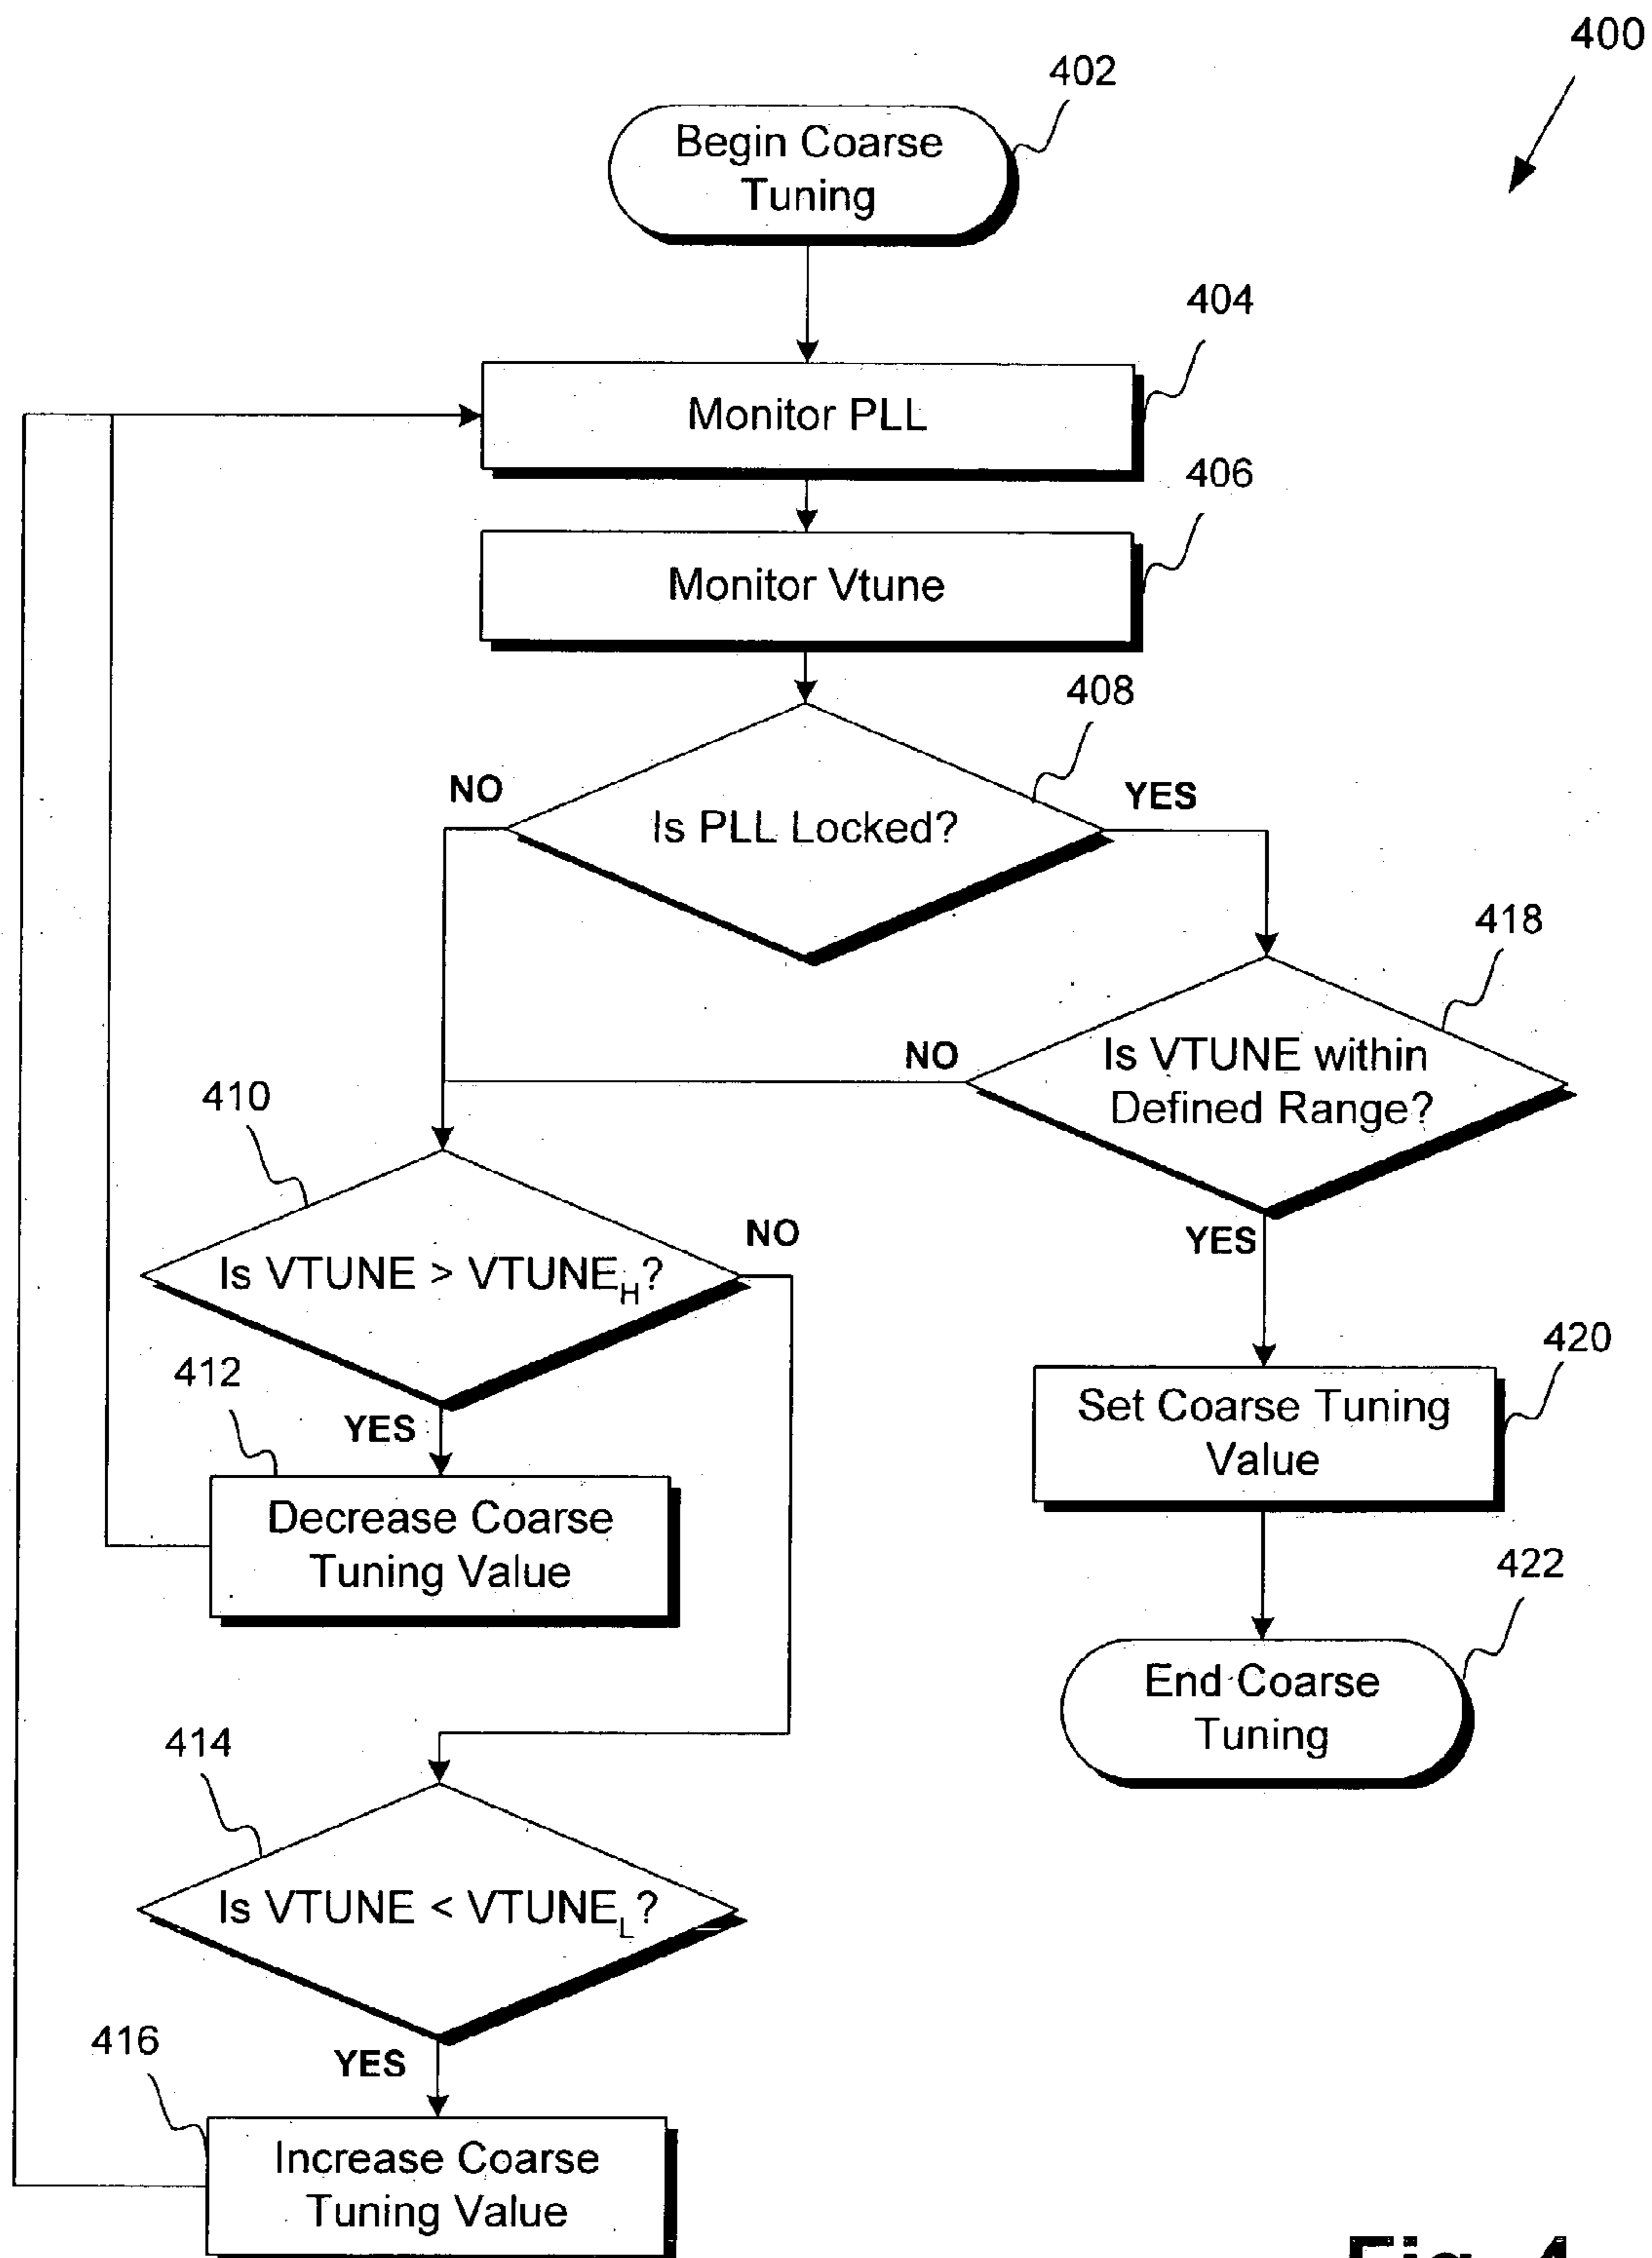 400
402
Begin Coarse
Tuning
404
Monitor PLL
406
Monitor Vtune
408
NO
YES
Is PLL Locked?
418
NO
Is VTUNE within
Defined Range?
410
NO
YES
Is VTUNE > VTUNEH?
420
412
YES
Set Coarse Tuning
Value
Decrease Coarse
Tuning Value
422
End Coarse
Tuning
414
Is VTUNE < VTUNEL?
416
YES
Increase Coarse
Tuning Value
Fig. 4